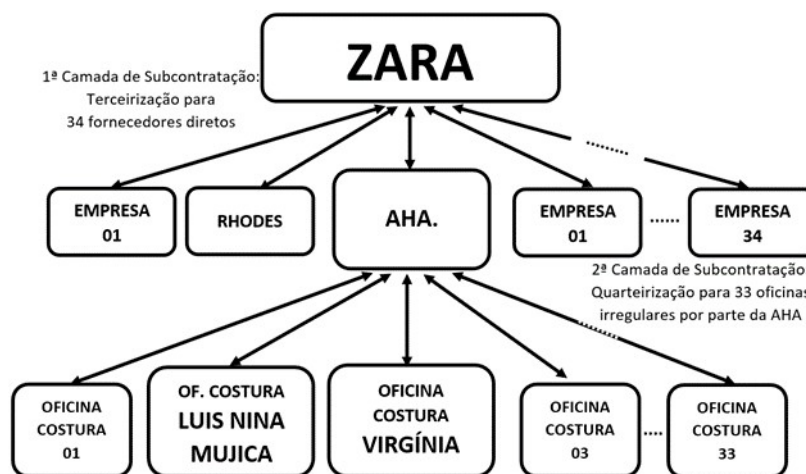 ZARA
1ª Camada de Subcontratação:
Terceirização para
34 fornecedores diretos
EMPRESA
01
RHODES
AHA.
EMPRESA
01
......
EMPRESA
34
2ª Camada de Subcontratação
Quarteirização para 33 oficinas
irregulares por parte da AHA
OFICINA
COSTURA
01
OF. COSTURA
LUIS NINA
MUJICA
OFICINA
COSTURA
VIRGÍNIA
OFICINA
COSTURA
03
....
OFICINA
COSTURA
33